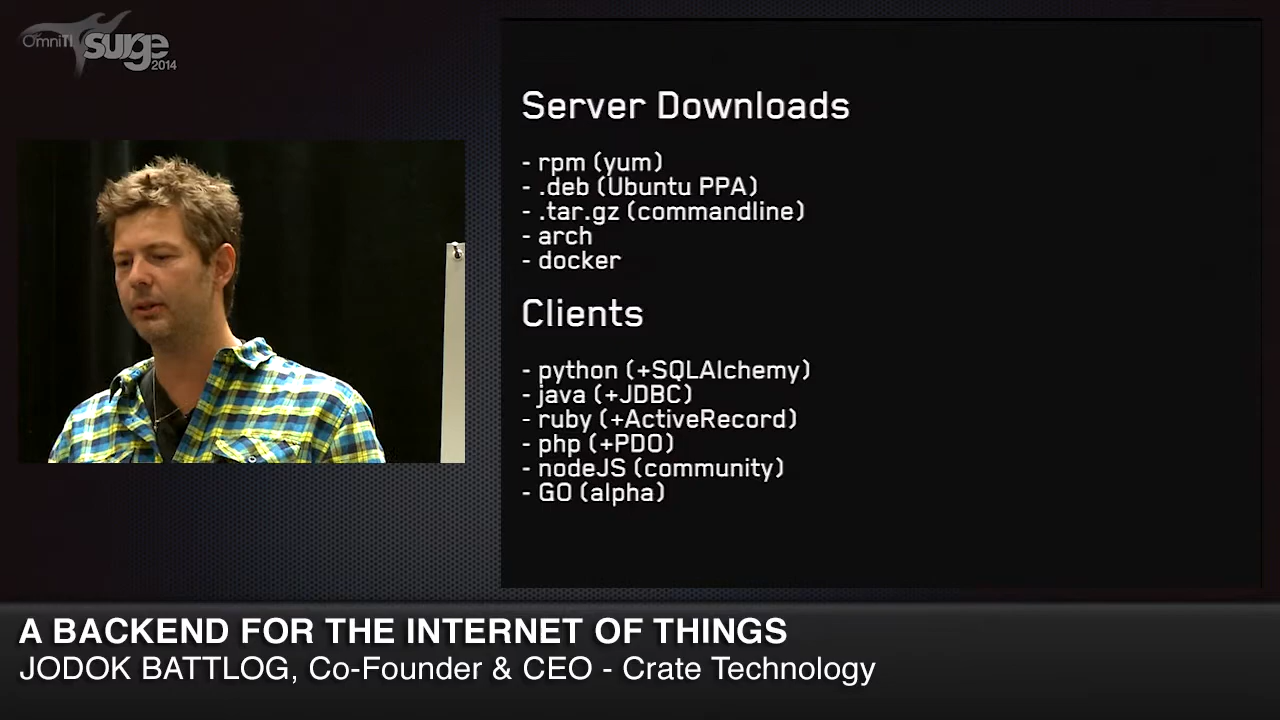 OmniTI surge
2014
Server Downloads
- rpm (yum)
- .deb (Ubuntu PPA)
- .tar.gz (commandline)
- arch
- docker
Clients
- python (+SQLAlchemy)
- java (+JDBC)
- ruby (+ActiveRecord)
- php (+PDO)
- nodeJS (community)
- GO (alpha)
A BACKEND FOR THE INTERNET OF THINGS
JODOK BATTLOG, Co-Founder & CEO - Crate Technology